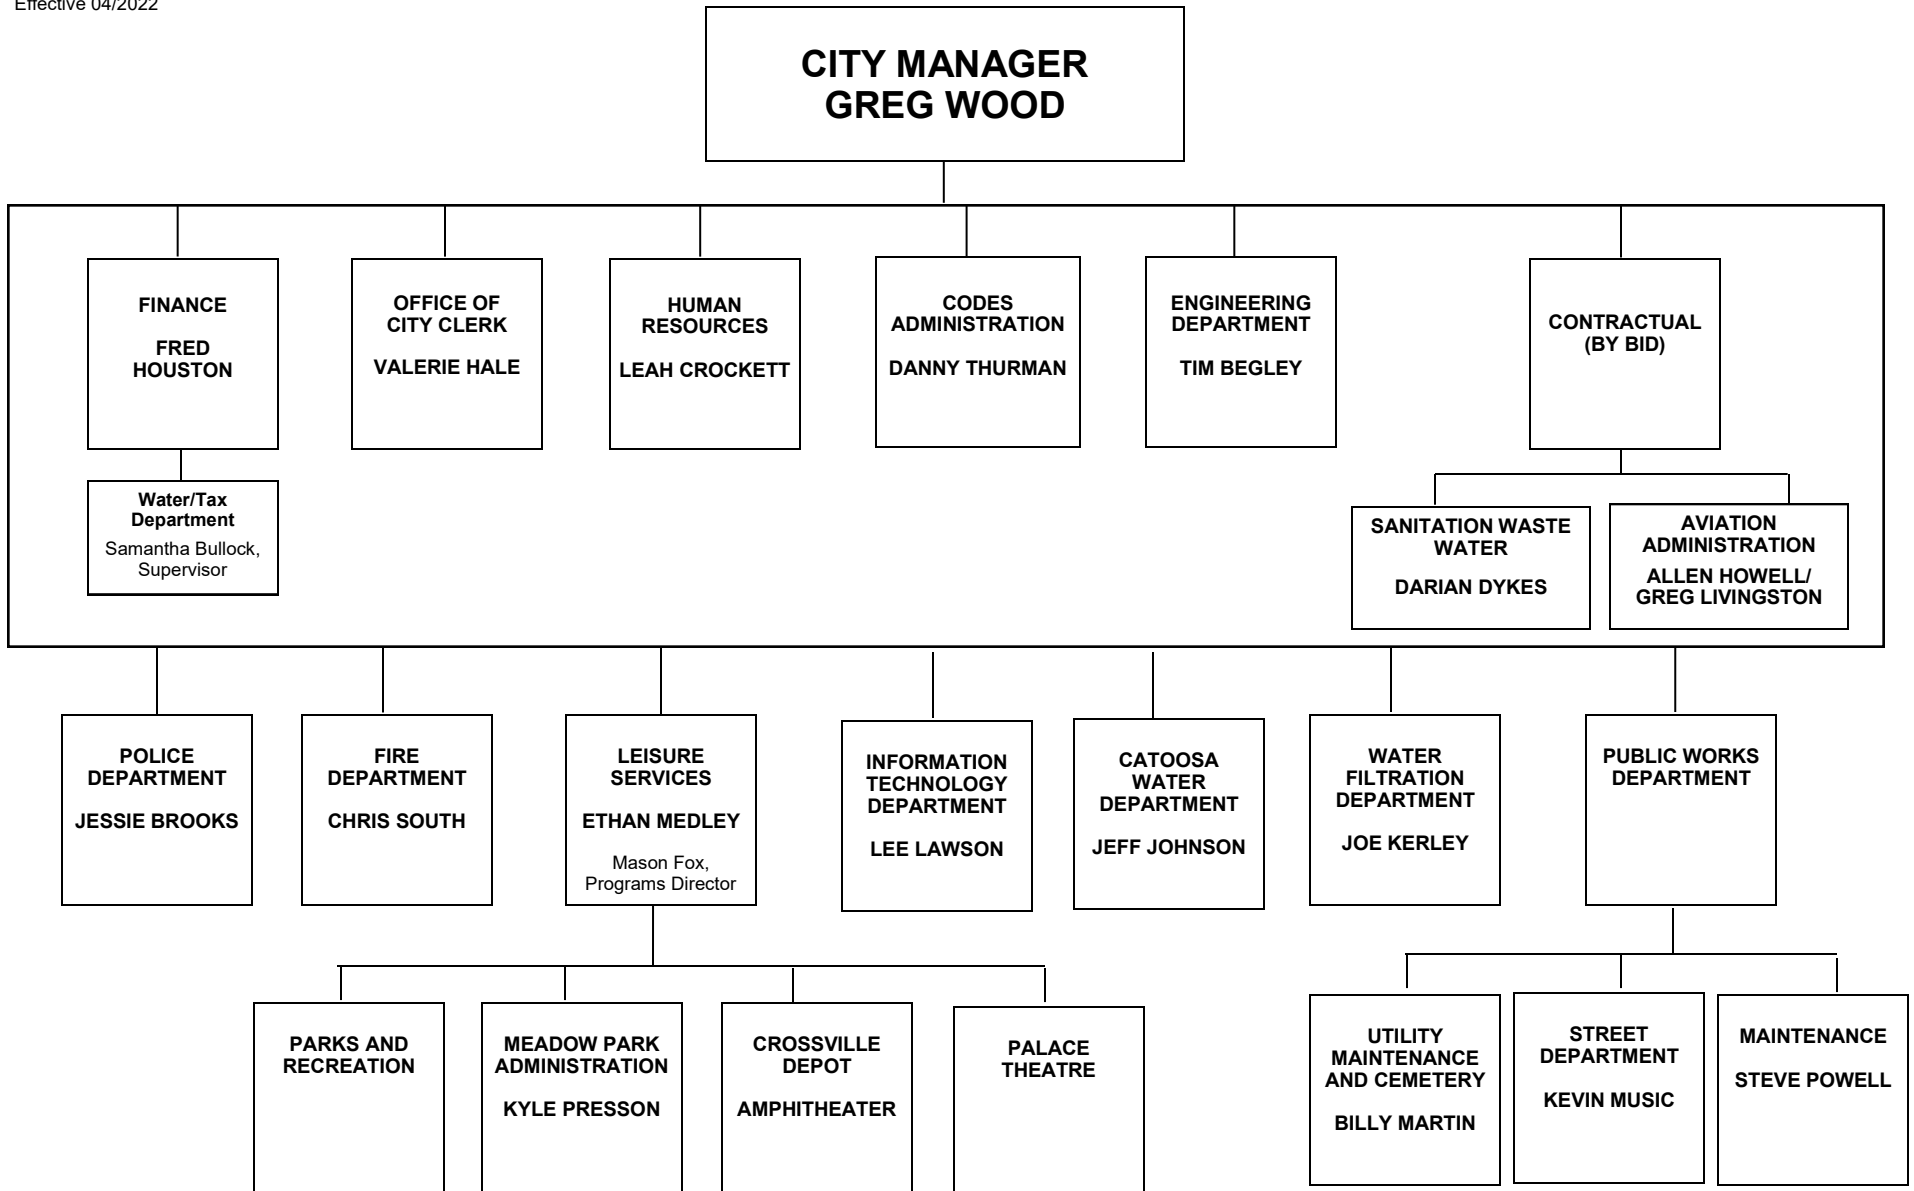 Effective 04/2022
CITY MANAGER
GREG WOOD
FINANCE
FRED
HOUSTON
OFFICE OF
CITY CLERK
VALERIE HALE
HUMAN
RESOURCES
LEAH CROCKETT
CODES
ADMINISTRATION
DANNY THURMAN
ENGINEERING
DEPARTMENT
TIM BEGLEY
CONTRACTUAL
(BY BID)
Water/Tax
Department
Samantha Bullock,
Supervisor
SANITATION WASTE
WATER
DARIAN DYKES
AVIATION
ADMINISTRATION
ALLEN HOWELL/
GREG LIVINGSTON
POLICE
DEPARTMENT
JESSIE BROOKS
FIRE
DEPARTMENT
CHRIS SOUTH
LEISURE
SERVICES
ETHAN MEDLEY
Mason Fox,
Programs Director
INFORMATION
TECHNOLOGY
DEPARTMENT
LEE LAWSON
CATOOSA
WATER
DEPARTMENT
JEFF JOHNSON
WATER
FILTRATION
DEPARTMENT
JOE KERLEY
PUBLIC WORKS
DEPARTMENT
PARKS AND
RECREATION
MEADOW PARK
ADMINISTRATION
KYLE PRESSON
CROSSVILLE
DEPOT
AMPHITHEATER
PALACE
THEATRE
UTILITY
MAINTENANCE
AND CEMETERY
BILLY MARTIN
STREET
DEPARTMENT
KEVIN MUSIC
MAINTENANCE
STEVE POWELL